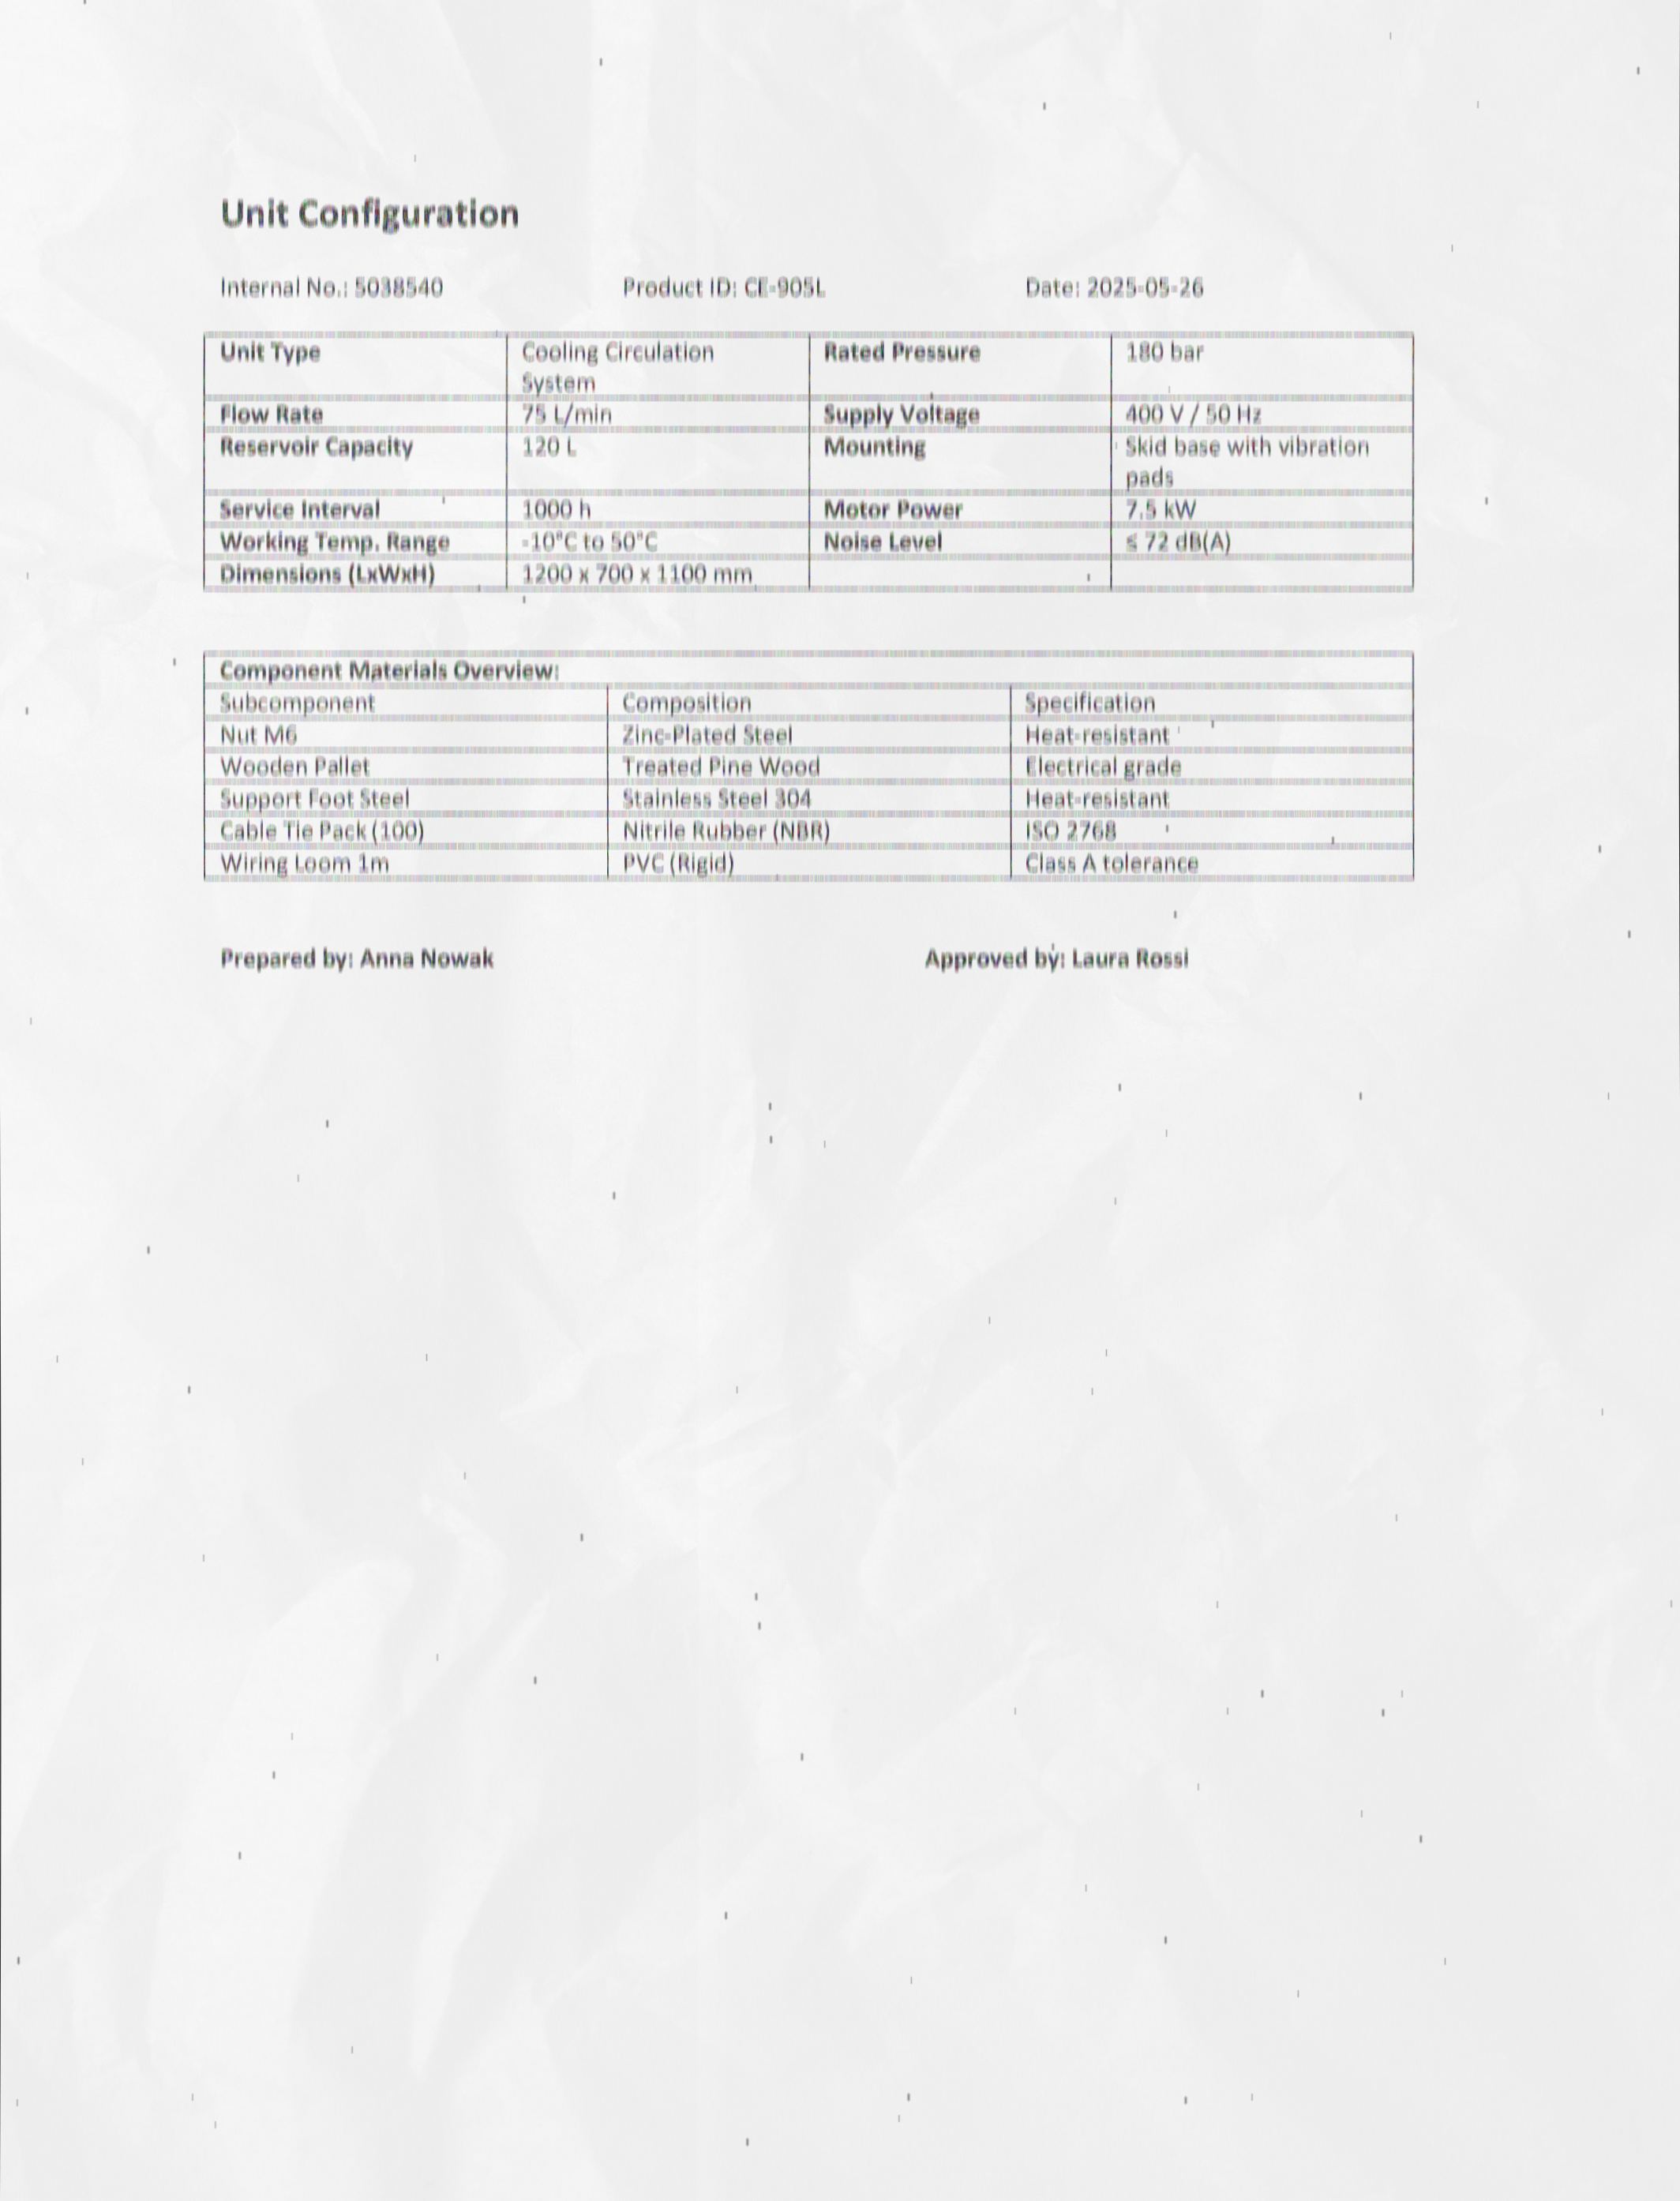 Unit Configuration
Internal No.: 5038540 Product ID: CE-905L Date: 2025-05-26
Unit Type Cooling Circulation System Rated Pressure 180 bar
Flow Rate 75 L/min Supply Voltage 400 V / 50 Hz
Reservoir Capacity 120 L Mounting Skid base with vibration pads
Service Interval 1000 h Motor Power 7.5 kW
Working Temp. Range -10°C to 50°C Noise Level ≤ 72 dB(A)
Dimensions (LxWxH) 1200 x 700 x 1100 mm
Component Materials Overview:
Subcomponent Composition Specification
Nut M6 Zinc-Plated Steel Heat-resistant
Wooden Pallet Treated Pine Wood Electrical grade
Support Foot Steel Stainless Steel 304 Heat-resistant
Cable Tie Pack (100) Nitrile Rubber (NBR) ISO 2768
Wiring Loom 1m PVC (Rigid) Class A tolerance
Prepared by: Anna Nowak Approved by: Laura Rossi